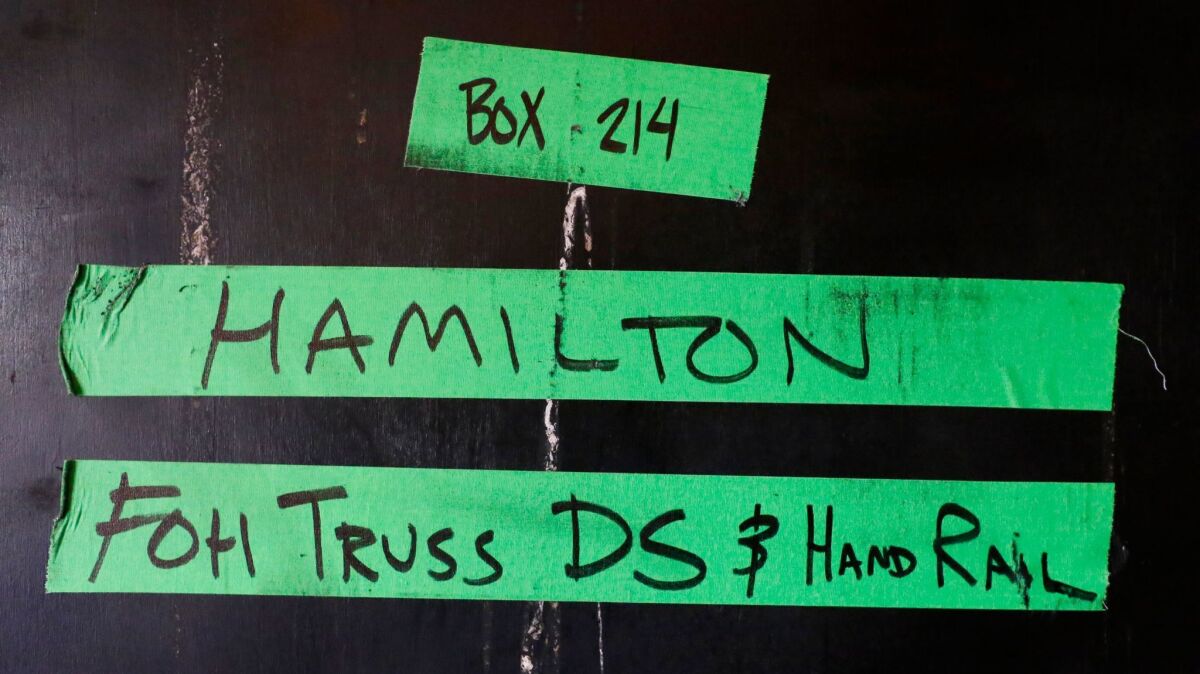 BOX . 214
HAMILTON
FOH TRUSS DS & HAND RAIL